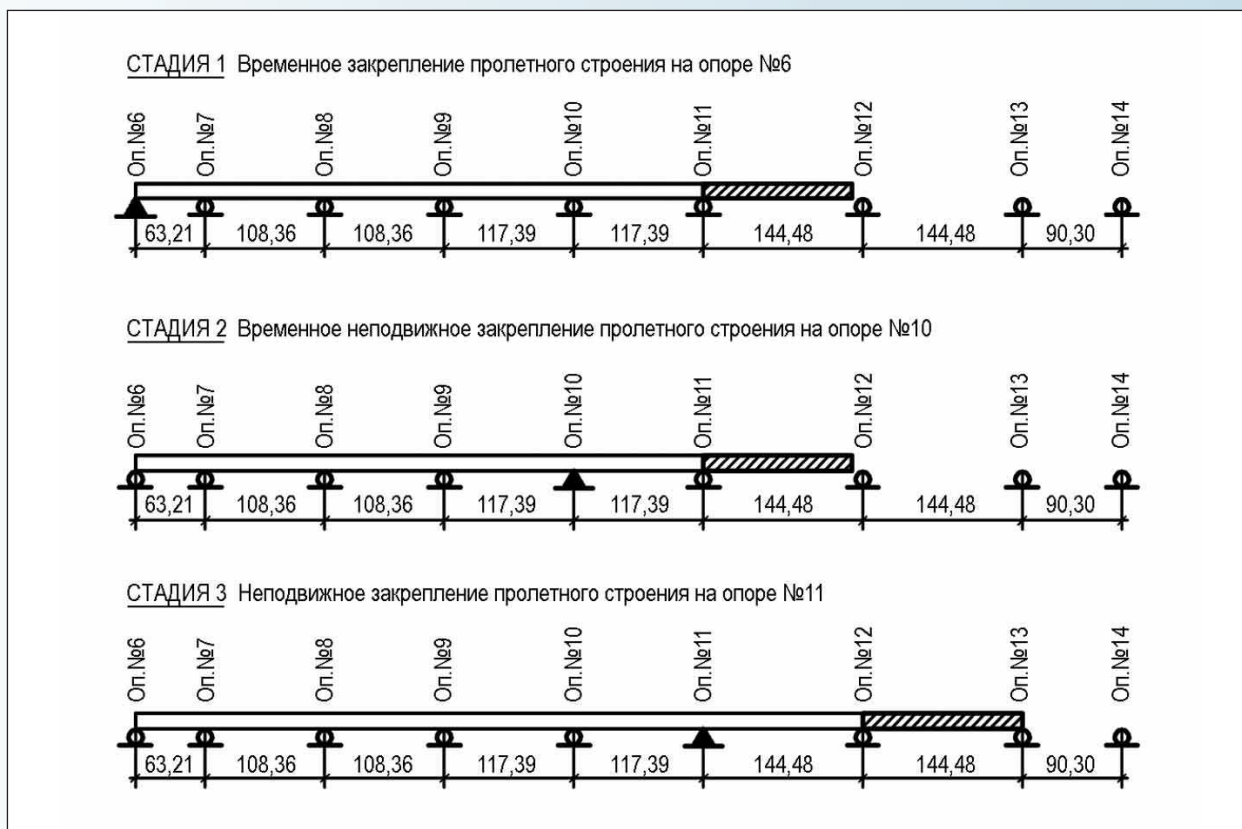 СТАДИЯ 1 Временное закрепление пролетного строения на опоре №6
Оп.№6 Оп.№7 Оп.№8 Оп.№9 Оп.№10 Оп.№11 Оп.№12 Оп.№13 Оп.№14
63,21 108,36 108,36 117,39 117,39 144,48 144,48 90,30
СТАДИЯ 2 Временное неподвижное закрепление пролетного строения на опоре №10
Оп.№6 Оп.№7 Оп.№8 Оп.№9 Оп.№10 Оп.№11 Оп.№12 Оп.№13 Оп.№14
63,21 108,36 108,36 117,39 117,39 144,48 144,48 90,30
СТАДИЯ 3 Неподвижное закрепление пролетного строения на опоре №11
Оп.№6 Оп.№7 Оп.№8 Оп.№9 Оп.№10 Оп.№11 Оп.№12 Оп.№13 Оп.№14
63,21 108,36 108,36 117,39 117,39 144,48 144,48 90,30